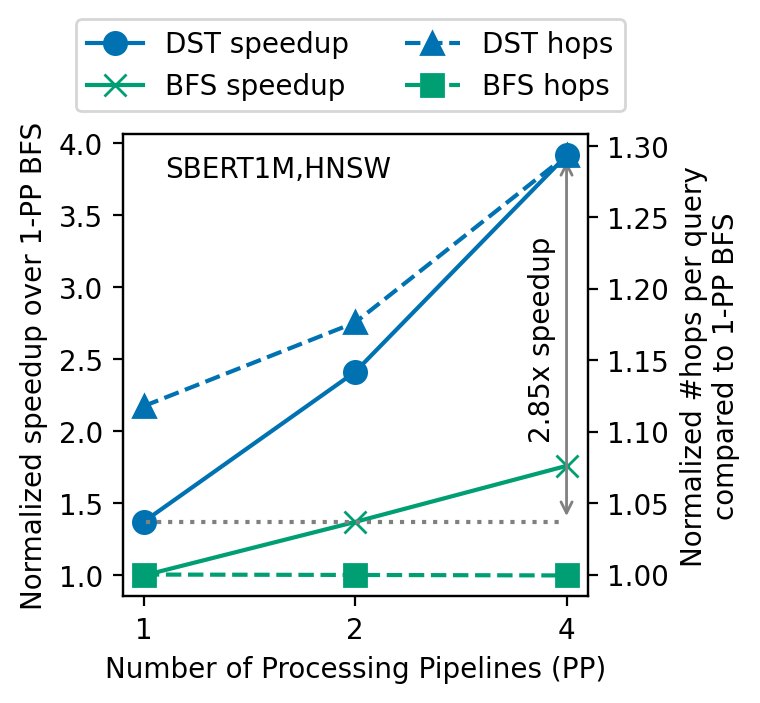 DST speedup
DST hops
BFS speedup
BFS hops
SBERT1M,HNSW
Normalized speedup over 1-PP BFS
4.0
3.5
3.0
2.5
2.0
1.5
1.0
2.85x speedup
1.30
1.25
1.20
1.15
1.10
1.05
1.00
Normalized #hops per query
compared to 1-PP BFS
1
2
4
Number of Processing Pipelines (PP)